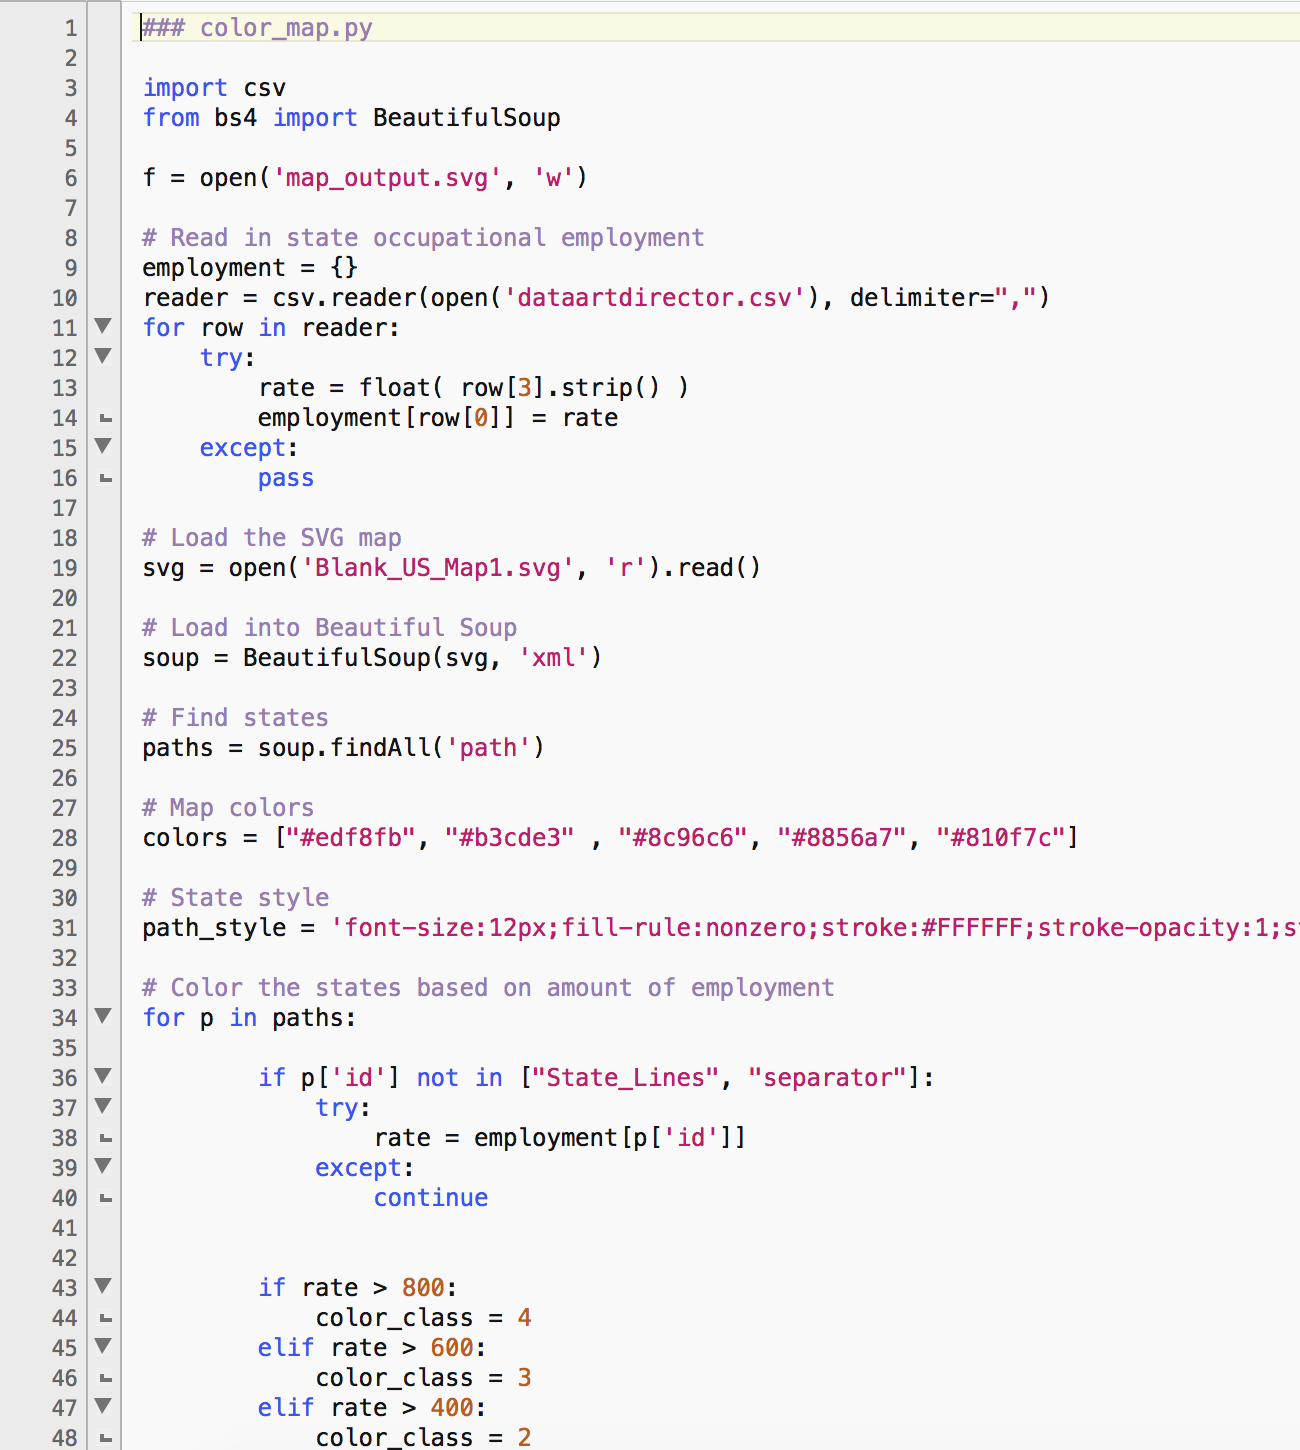 1 ### color_map.py
2
3 import csv
4 from bs4 import BeautifulSoup
5
6 f = open('map_output.svg', 'w')
7
8 # Read in state occupational employment
9 employment = {}
10 reader = csv.reader(open('dataartdirector.csv'), delimiter=",")
11 for row in reader:
12     try:
13         rate = float( row[3].strip() )
14         employment[row[0]] = rate
15     except:
16         pass
17
18 # Load the SVG map
19 svg = open('Blank_US_Map1.svg', 'r').read()
20
21 # Load into Beautiful Soup
22 soup = BeautifulSoup(svg, 'xml')
23
24 # Find states
25 paths = soup.findAll('path')
26
27 # Map colors
28 colors = ["#edf8fb", "#b3cde3" , "#8c96c6", "#8856a7", "#810f7c"]
29
30 # State style
31 path_style = 'font-size:12px;fill-rule:nonzero;stroke:#FFFFFF;stroke-opacity:1;
32
33 # Color the states based on amount of employment
34 for p in paths:
35
36         if p['id'] not in ["State_Lines", "separator"]:
37             try:
38                 rate = employment[p['id']]
39             except:
40                 continue
41
42
43         if rate > 800:
44             color_class = 4
45         elif rate > 600:
46             color_class = 3
47         elif rate > 400:
48             color_class = 2